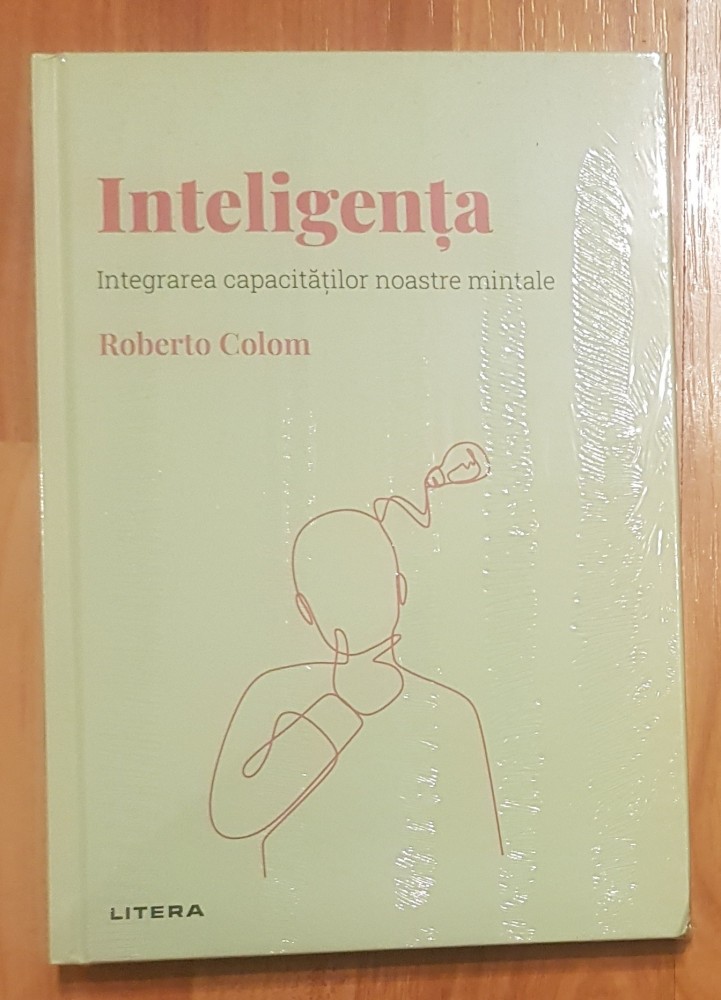 Inteligența
Integrarea capacităților noastre mintale
Roberto Colom
LITERA